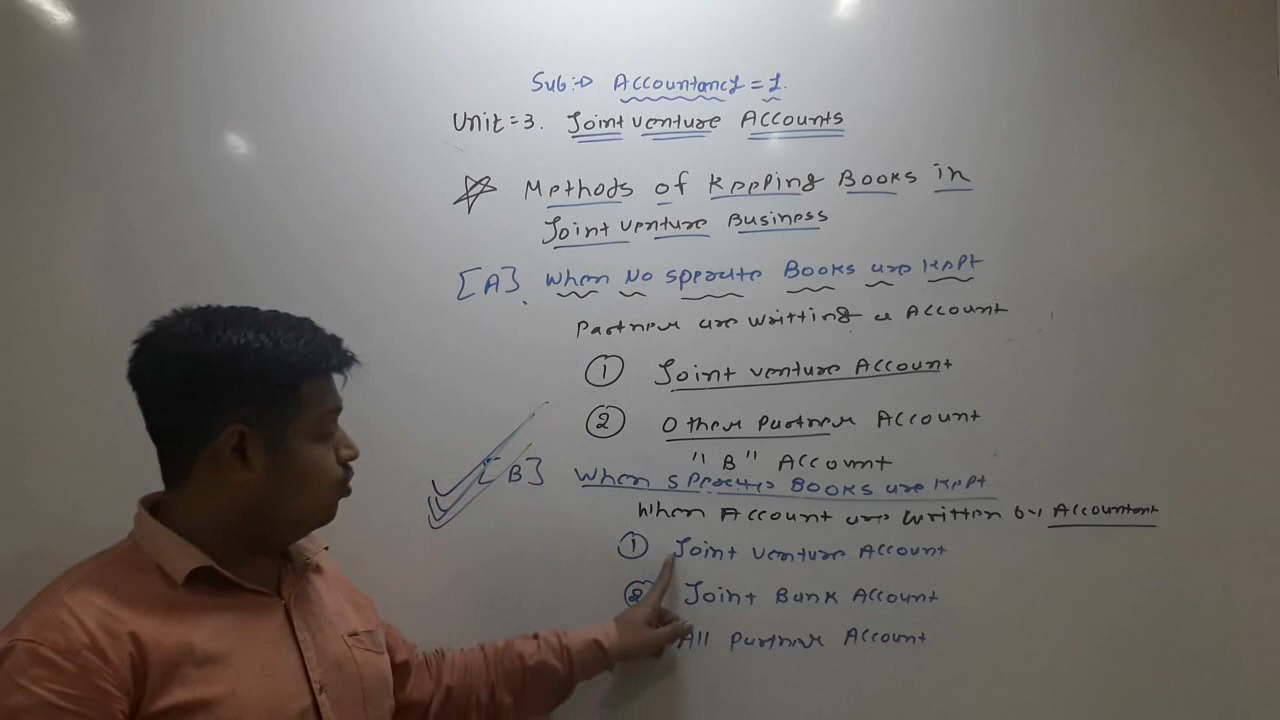 Sub:-> Accountancy = 1.
Unit = 3. Joint venture Accounts
Methods of Keeping Books in
Joint venture Business
[A]. When No Speracte Books are Kept
Partner are writting a Account
① Joint venture Account
② Other Partner Account
"B" Account
[B] When Speracte Books are Kept
When Account are written by Accountant
① Joint venture Account
② Joint Bank Account
All Partner Account